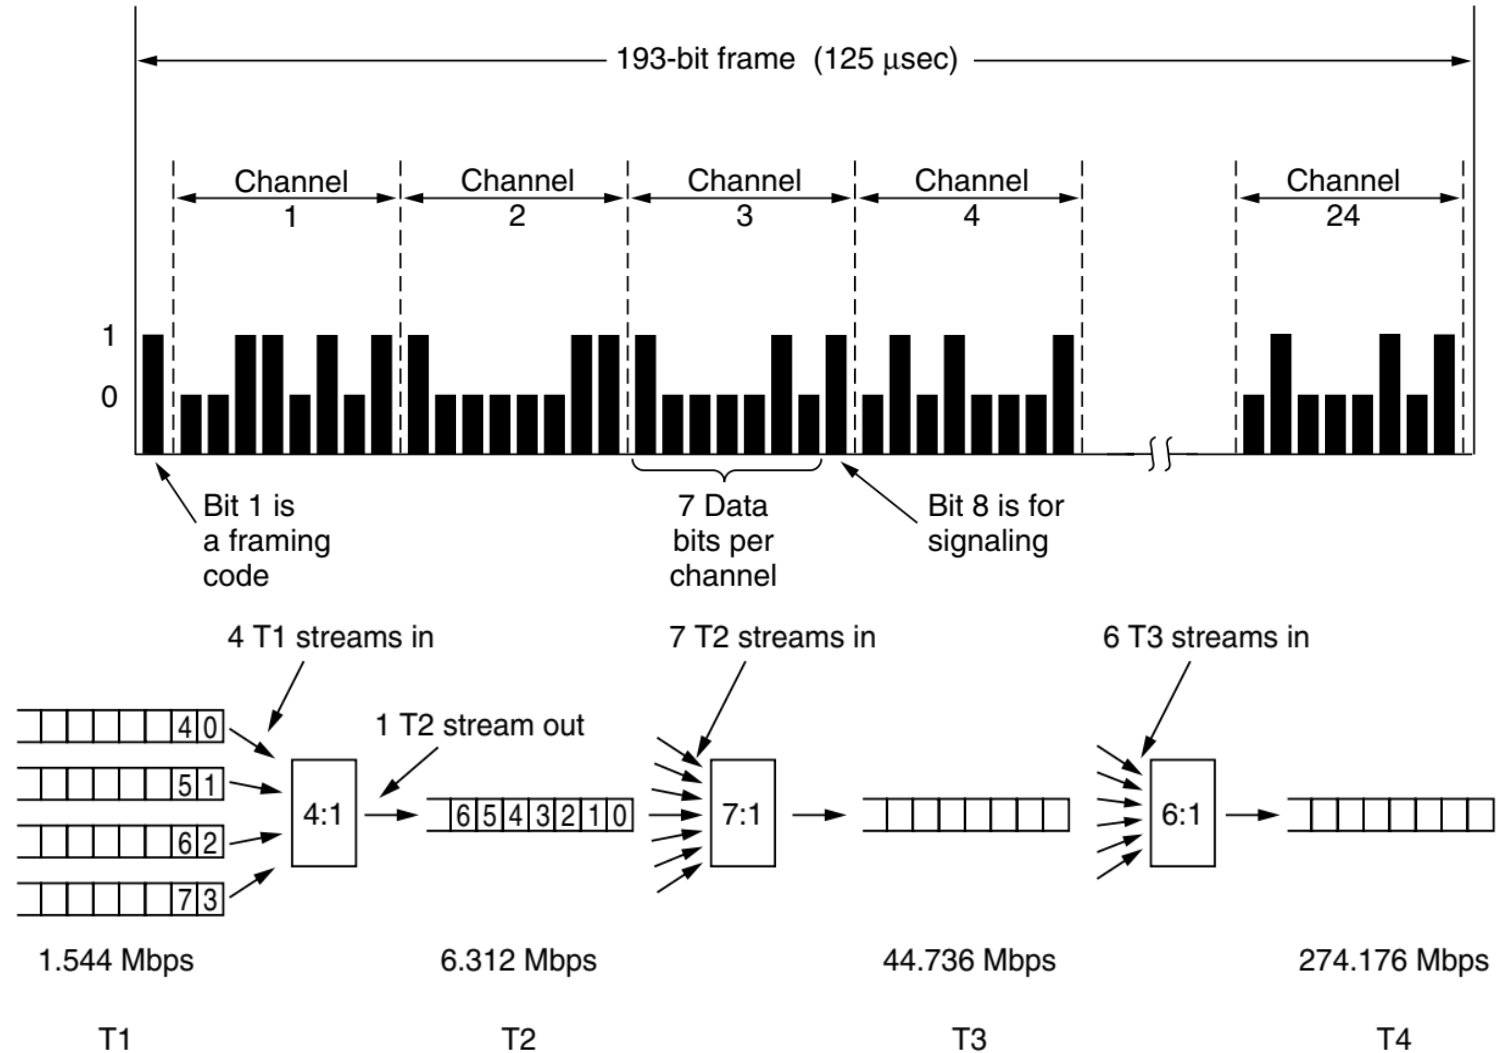 193-bit frame (125 μsec)
Channel
1
Channel
2
Channel
3
Channel
4
Channel
24
1
0
Bit 1 is
a framing
code
7 Data
bits per
channel
Bit 8 is for
signaling
4 T1 streams in
7 T2 streams in
6 T3 streams in
1 T2 stream out
4 0
5 1
6 2
7 3
4:1
6 5 4 3 2 1 0
7:1
6:1
1.544 Mbps
6.312 Mbps
44.736 Mbps
274.176 Mbps
T1
T2
T3
T4